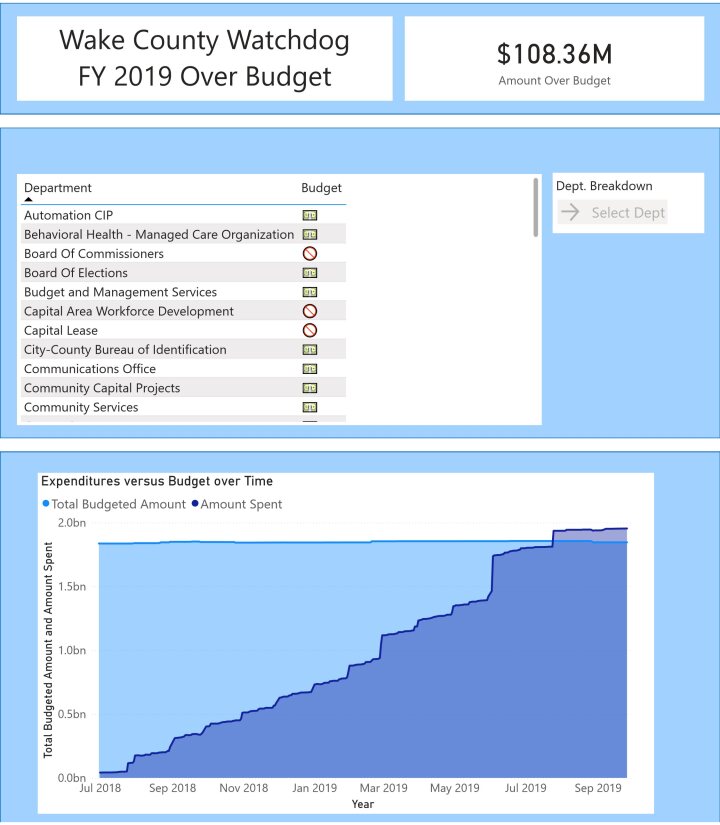 Wake County Watchdog
FY 2019 Over Budget
$108.36M
Amount Over Budget
Department Budget
Automation CIP
Behavioral Health - Managed Care Organization
Board Of Commissioners
Board Of Elections
Budget and Management Services
Capital Area Workforce Development
Capital Lease
City-County Bureau of Identification
Communications Office
Community Capital Projects
Community Services
Dept. Breakdown
Select Dept
Expenditures versus Budget over Time
Total Budgeted Amount Amount Spent
Total Budgeted Amount and Amount Spent
2.0bn
1.5bn
1.0bn
0.5bn
0.0bn
Jul 2018 Sep 2018 Nov 2018 Jan 2019 Mar 2019 May 2019 Jul 2019 Sep 2019
Year